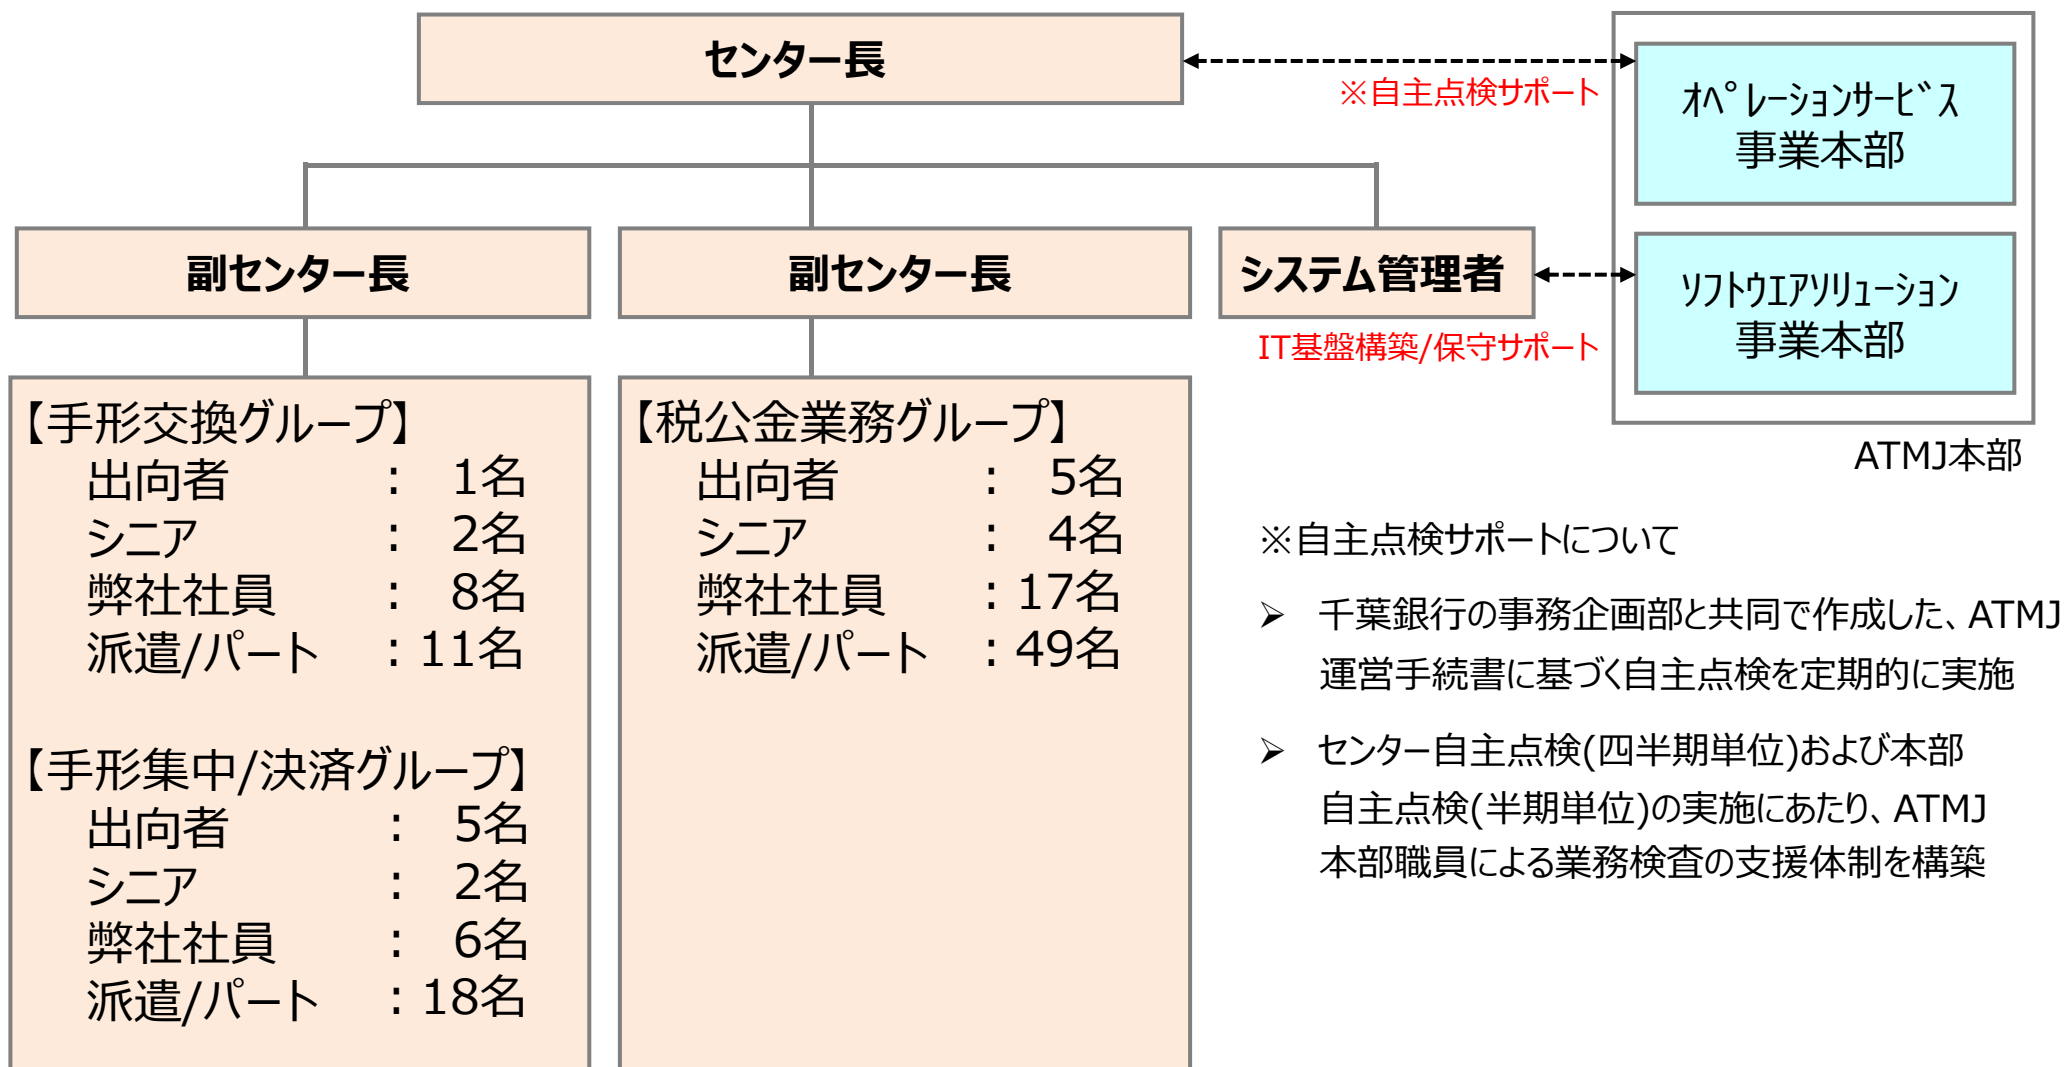 センター長
※自主点検サポート
ｵﾍﾟﾚｰｼｮﾝｻｰﾋﾞｽ
事業本部
副センター長
副センター長
システム管理者
IT基盤構築/保守サポート
ｿﾌﾄｳｴｱｿﾘｭｰｼｮﾝ
事業本部
ATMJ本部
【手形交換グループ】
出向者 : 1名
シニア : 2名
弊社社員 : 8名
派遣/パート : 11名
【手形集中/決済グループ】
出向者 : 5名
シニア : 2名
弊社社員 : 6名
派遣/パート : 18名
【税公金業務グループ】
出向者 : 5名
シニア : 4名
弊社社員 : 17名
派遣/パート : 49名
※自主点検サポートについて
➢ 千葉銀行の事務企画部と共同で作成した、ATMJ
運営手続書に基づく自主点検を定期的に実施
➢ センター自主点検(四半期単位)および本部
自主点検(半期単位)の実施にあたり、ATMJ
本部職員による業務検査の支援体制を構築